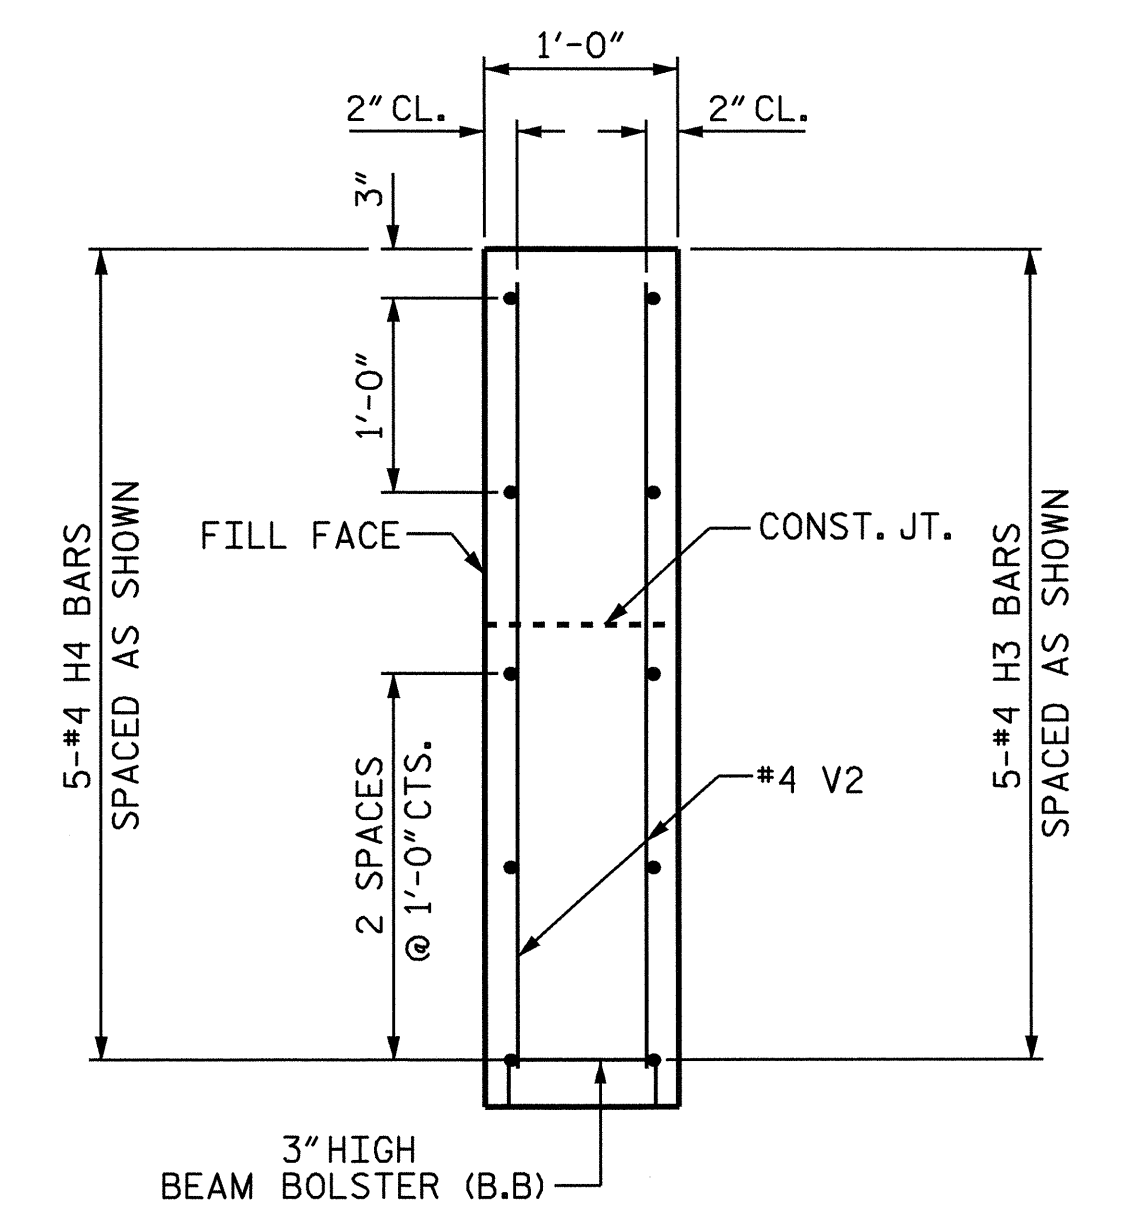 1'-0"
2" CL.
2" CL.
3"
1'-0"
FILL FACE
CONST. JT.
5-#4 H4 BARS
SPACED AS SHOWN
5-#4 H3 BARS
SPACED AS SHOWN
2 SPACES
@ 1'-0" CTS.
#4 V2
3" HIGH
BEAM BOLSTER (B.B)